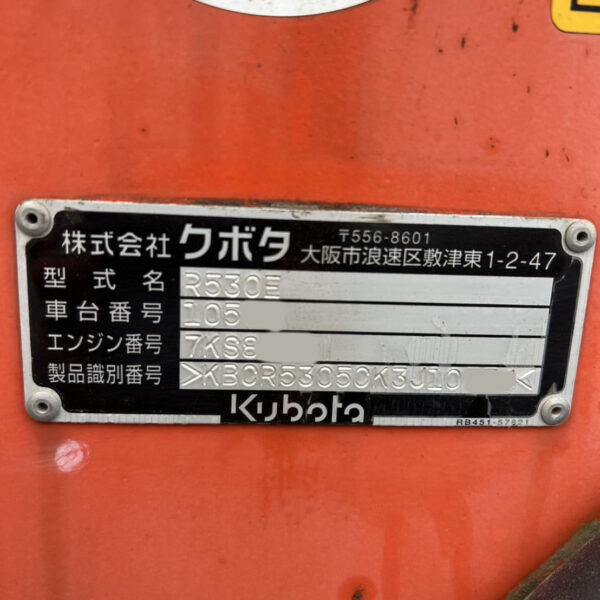 株式会社 クボタ 〒556-8601
大阪市浪速区敷津東1-2-47
型式名 R530E
車台番号 105
エンジン番号 7KS8
製品識別番号 >KBCR5305CK3J10 <
Kubota
RB451-57821